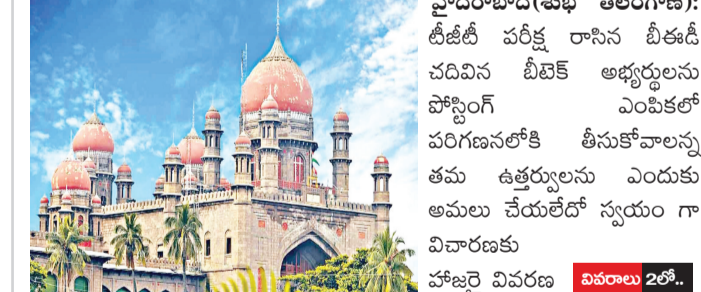 హైదరాబాద్(శుభ తెలంగాణ):
టీజీటీ పరీక్ష రాసిన బీఈడీ
చదివిన బీటెక్ అభ్యర్థులను
పోస్టింగ్ ఎంపికలో
పరిగణనలోకి తీసుకోవాలన్న
తమ ఉత్తర్వులను ఎందుకు
అమలు చేయలేదో స్వయం గా
విచారణకు
హాజరై వివరణ వివరాలు 2లో..